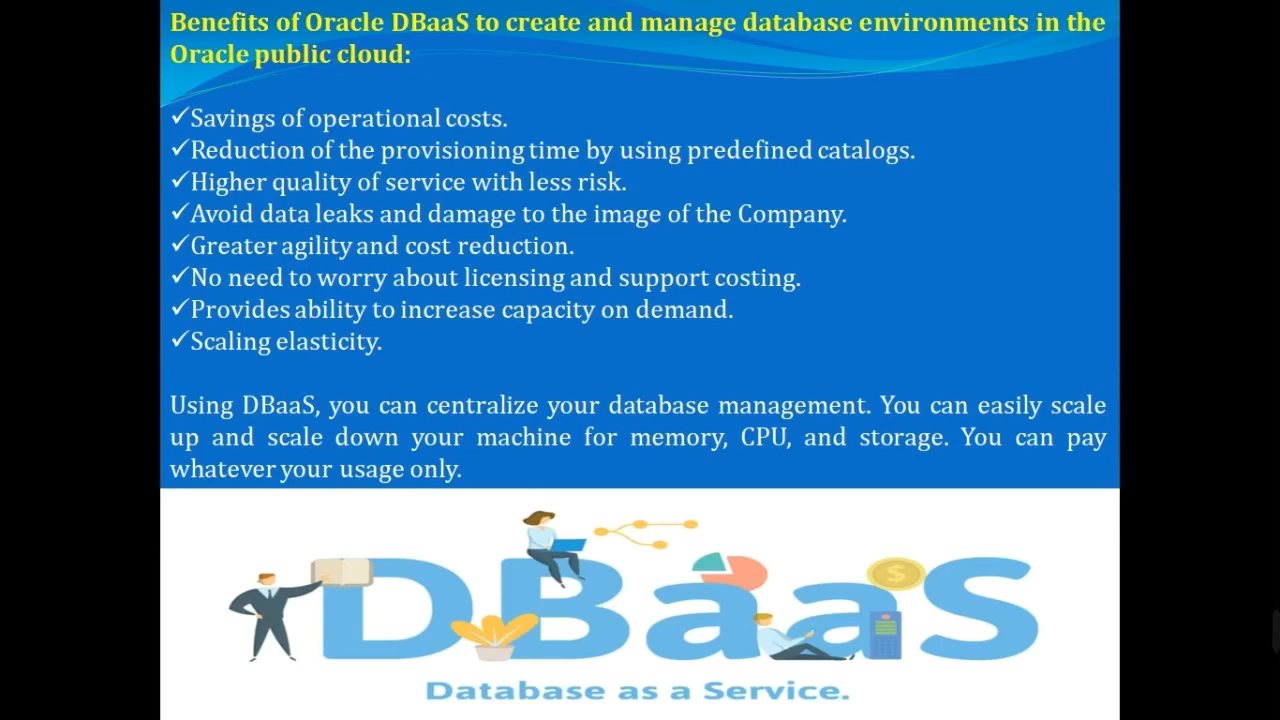 Benefits of Oracle DBaaS to create and manage database environments in the
Oracle public cloud:
✓Savings of operational costs.
✓Reduction of the provisioning time by using predefined catalogs.
✓Higher quality of service with less risk.
✓Avoid data leaks and damage to the image of the Company.
✓Greater agility and cost reduction.
✓No need to worry about licensing and support costing.
✓Provides ability to increase capacity on demand.
✓Scaling elasticity.
Using DBaaS, you can centralize your database management. You can easily scale
up and scale down your machine for memory, CPU, and storage. You can pay
whatever your usage only.
DBaaS
$
Database as a Service.